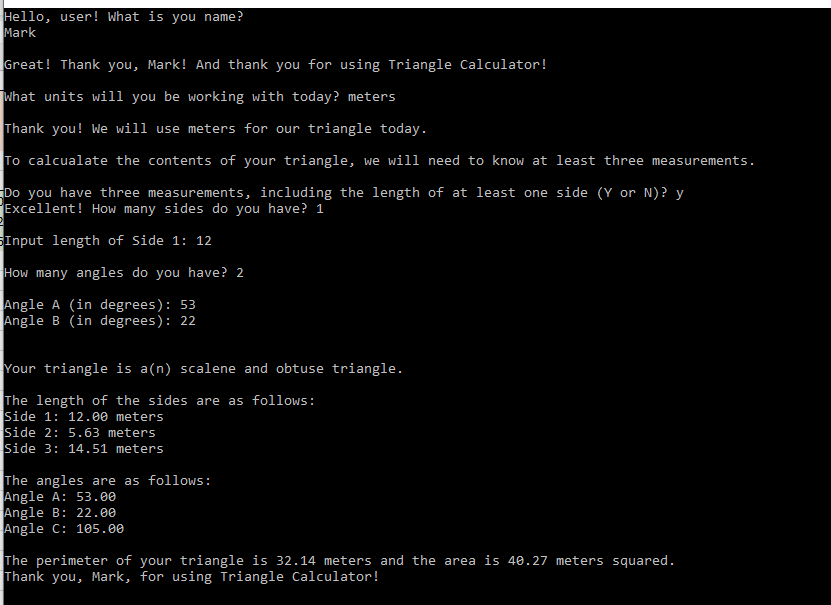 Hello, user! What is you name?
Mark
Great! Thank you, Mark! And thank you for using Triangle Calculator!
What units will you be working with today? meters
Thank you! We will use meters for our triangle today.
To calcualate the contents of your triangle, we will need to know at least three measurements.
Do you have three measurements, including the length of at least one side (Y or N)? y
Excellent! How many sides do you have? 1
Input length of Side 1: 12
How many angles do you have? 2
Angle A (in degrees): 53
Angle B (in degrees): 22
Your triangle is a(n) scalene and obtuse triangle.
The length of the sides are as follows:
Side 1: 12.00 meters
Side 2: 5.63 meters
Side 3: 14.51 meters
The angles are as follows:
Angle A: 53.00
Angle B: 22.00
Angle C: 105.00
The perimeter of your triangle is 32.14 meters and the area is 40.27 meters squared.
Thank you, Mark, for using Triangle Calculator!